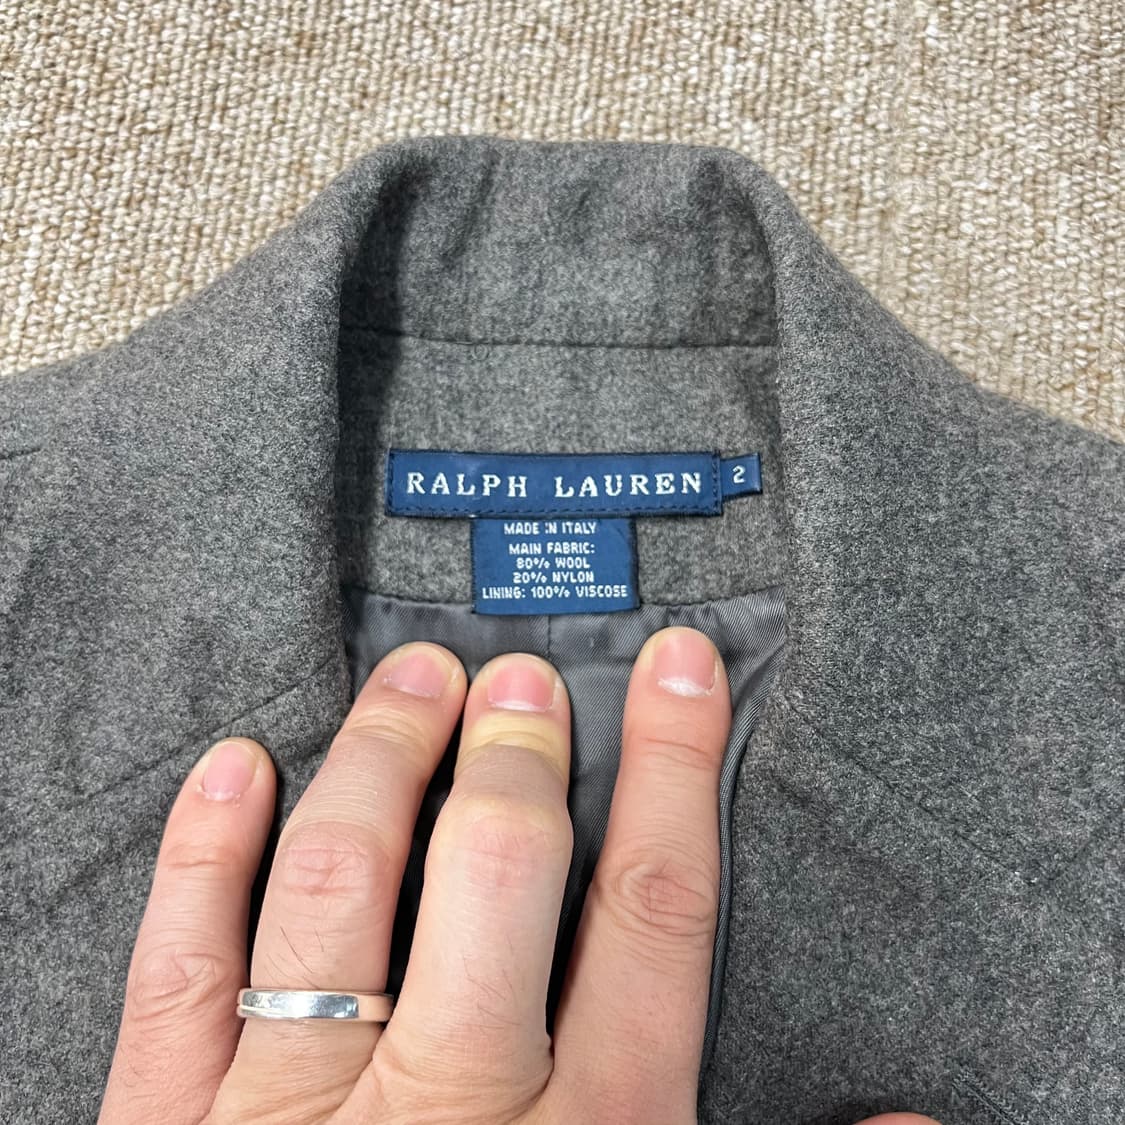 RALPH LAUREN 2
MADE IN ITALY
MAIN FABRIC:
80% WOOL
20% NYLON
LINING: 100% VISCOSE